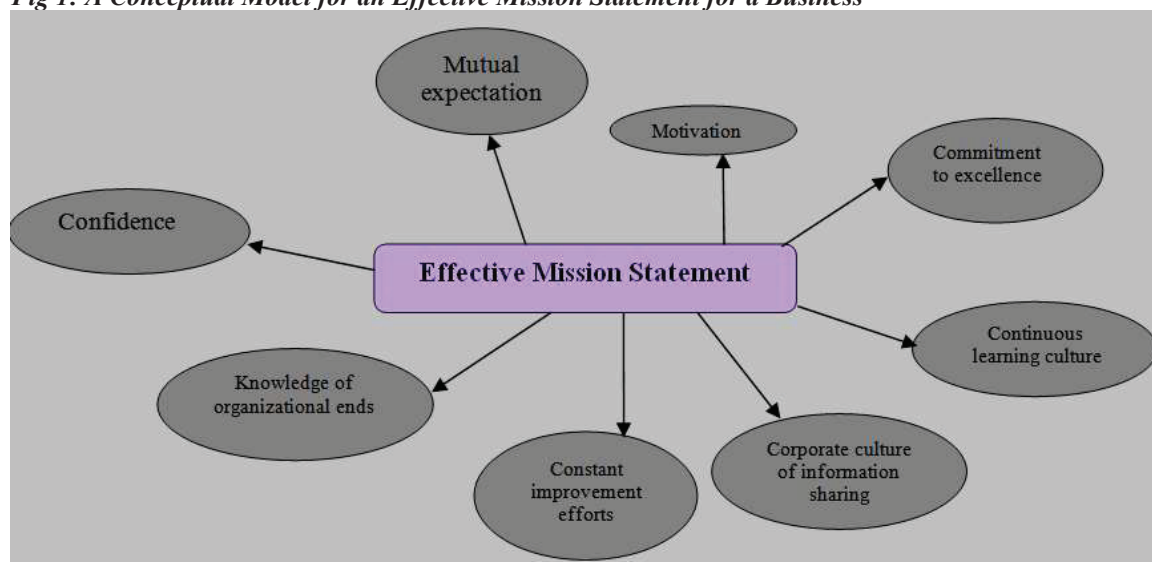 Fig 1: A Conceptual Model for an Effective Mission Statement for a Business
Mutual
expectation
Motivation
Commitment
to excellence
Confidence
Effective Mission Statement
Continuous
learning culture
Knowledge of
organizational ends
Constant
improvement
efforts
Corporate culture
of information
sharing